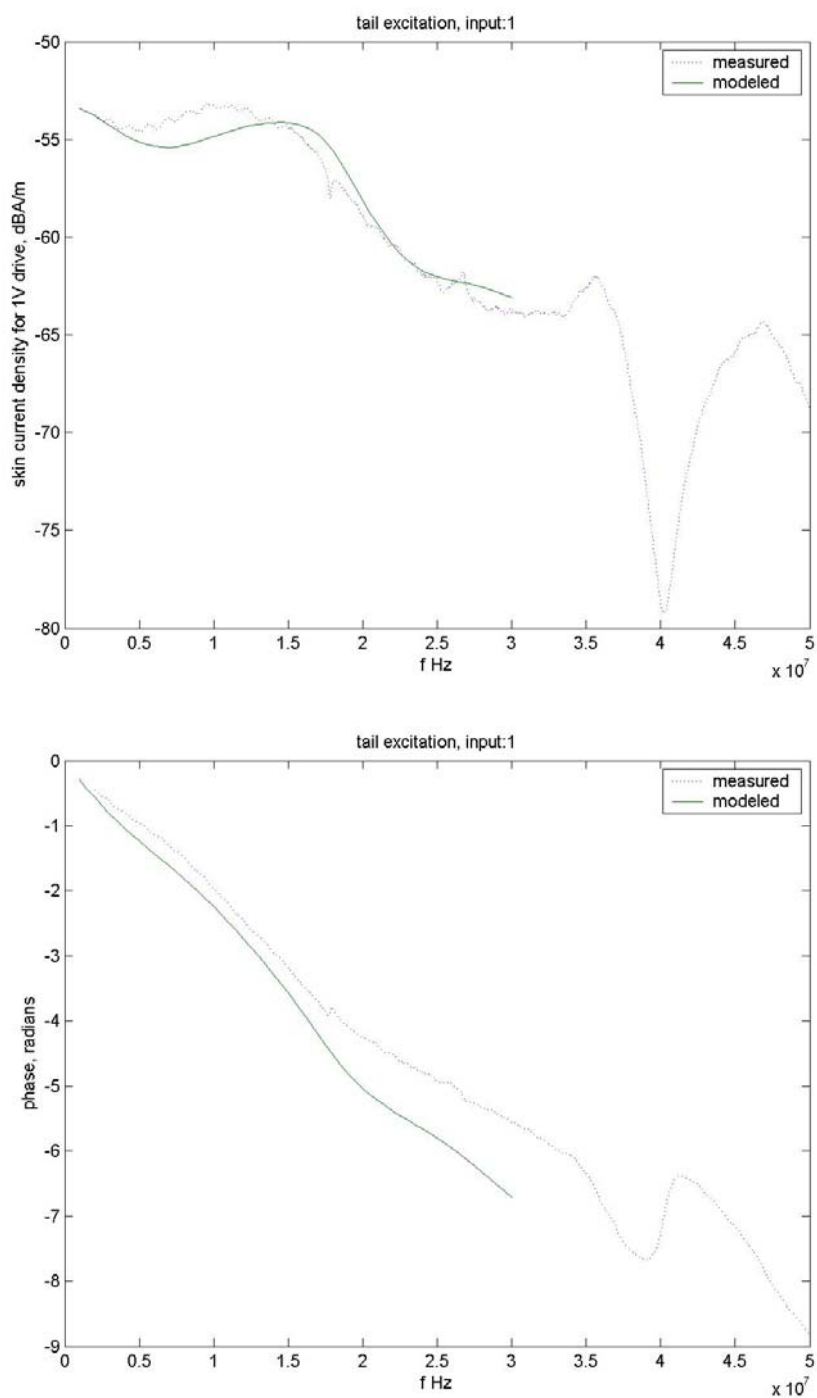 tail excitation, input:1
measured
modeled
-50
-55
-60
-65
-70
-75
-80
skin current density for 1V drive, dBA/m
0 0.5 1 1.5 2 2.5 3 3.5 4 4.5 5
f Hz
x 10^7
tail excitation, input:1
measured
modeled
0
-1
-2
-3
-4
-5
-6
-7
-8
-9
phase, radians
0 0.5 1 1.5 2 2.5 3 3.5 4 4.5 5
f Hz
x 10^7